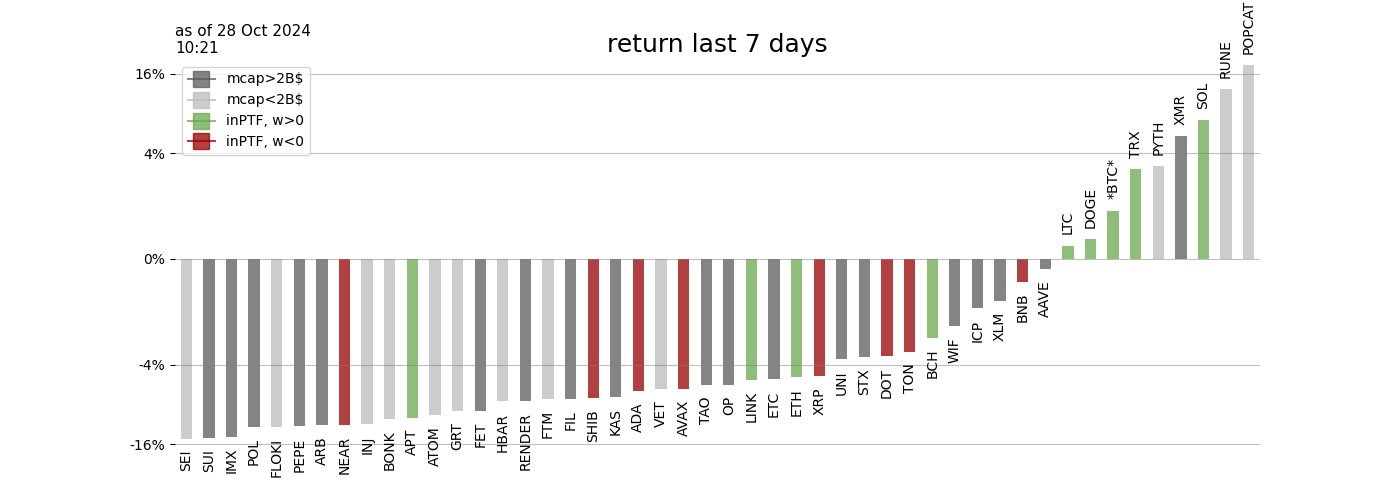 as of 28 Oct 2024
10:21
return last 7 days
mcap>2B$
mcap<2B$
inPTF, w>0
inPTF, w<0
16%
4%
0%
-4%
-16%
SEI
SUI
IMX
POL
FLOKI
PEPE
ARB
NEAR
INJ
BONK
APT
ATOM
GRT
FET
HBAR
RENDER
FTM
FIL
SHIB
KAS
ADA
VET
AVAX
TAO
OP
LINK
ETC
ETH
XRP
UNI
STX
DOT
TON
BCH
WIF
ICP
XLM
BNB
AAVE
LTC
DOGE
*BTC*
TRX
PYTH
XMR
SOL
RUNE
POPCAT